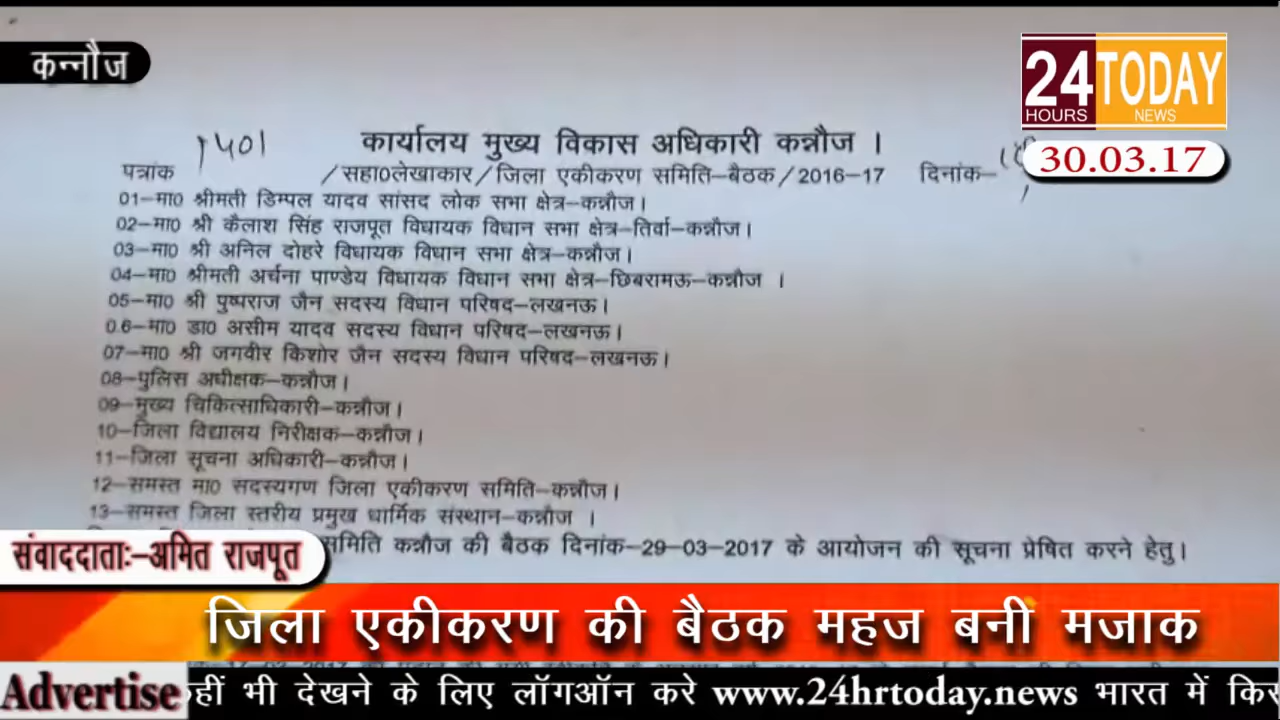 कन्नौज
24 TODAY
HOURS NEWS
30.03.17
1401
कार्यालय मुख्य विकास अधिकारी कन्नौज ।
पत्रांक /सहा0लेखाकार/जिला एकीकरण समिति–बैठक/2016–17 दिनांक–
01–मा0 श्रीमती डिम्पल यादव सांसद लोक सभा क्षेत्र–कन्नौज।
02–मा0 श्री कैलाश सिंह राजपूत विधायक विधान सभा क्षेत्र–तिर्वा–कन्नौज।
03–मा0 श्री अनिल दोहरे विधायक विधान सभा क्षेत्र–कन्नौज।
04–मा0 श्रीमती अर्चना पाण्डेय विधायक विधान सभा क्षेत्र–छिबरामऊ–कन्नौज ।
05–मा0 श्री पुष्पराज जैन सदस्य विधान परिषद–लखनऊ।
0.6–मा0 डा0 असीम यादव सदस्य विधान परिषद–लखनऊ।
07–मा0 श्री जगवीर किशोर जैन सदस्य विधान परिषद–लखनऊ।
08–पुलिस अधीक्षक–कन्नौज।
09–मुख्य चिकित्साधिकारी–कन्नौज।
10–जिला विद्यालय निरीक्षक–कन्नौज।
11–जिला सूचना अधिकारी–कन्नौज।
12–समस्त मा0 सदस्यगण जिला एकीकरण समिति–कन्नौज।
13–समस्त जिला स्तरीय प्रमुख धार्मिक संस्थान–कन्नौज ।
समिति कन्नौज की बैठक दिनांक–29–03–2017 के आयोजन की सूचना प्रेषित करने हेतु।
संवाददाताः–अमित राजपूत
जिला एकीकरण की बैठक महज बनी मजाक
Advertise हीं भी देखने के लिए लॉगऑन करे www.24hrtoday.news भारत में किस